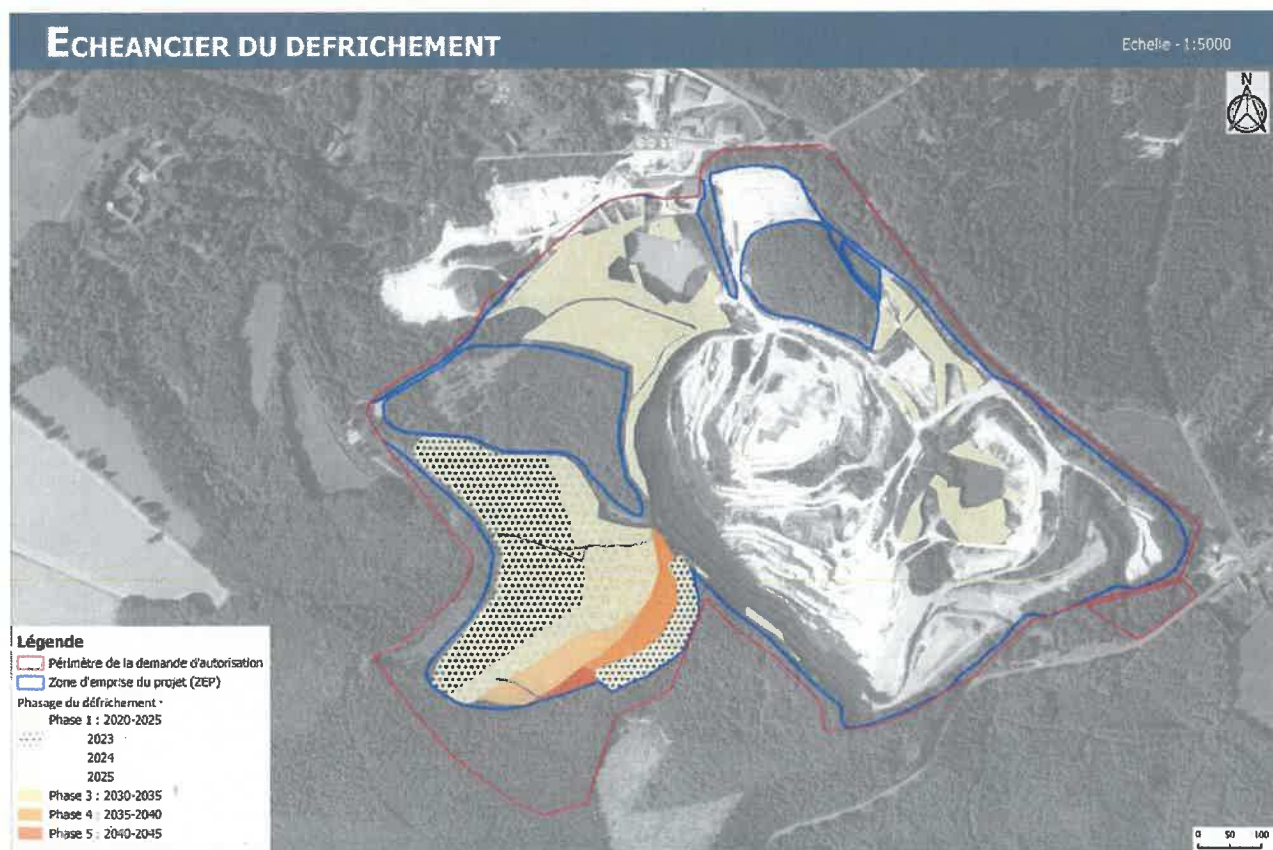 ECHEANCIER DU DEFRICHEMENT
Echelle - 1:5000
N
Légende
Périmètre de la demande d'autorisation
Zone d'emprise du projet (ZEP)
Phasage du défrichement
Phase 1 : 2020-2025
2023
2024
2025
Phase 3 : 2030-2035
Phase 4 : 2035-2040
Phase 5 : 2040-2045
0 50 100